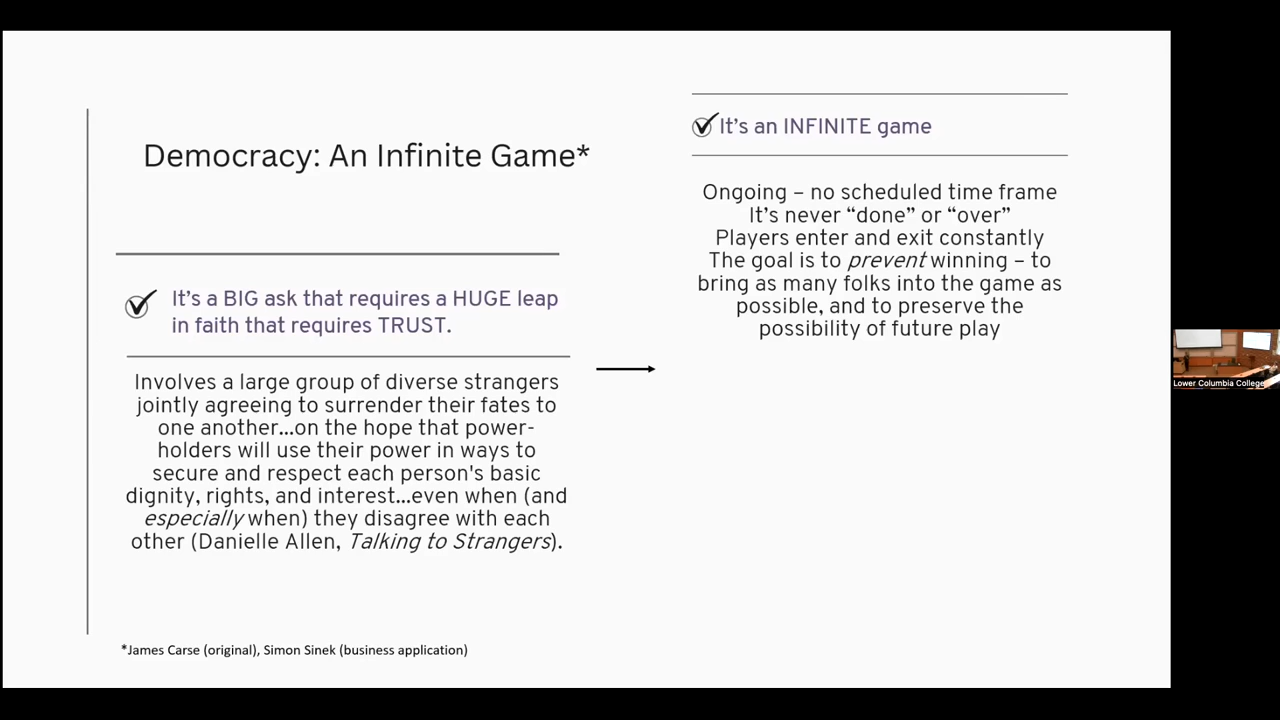 Democracy: An Infinite Game*
It's a BIG ask that requires a HUGE leap
in faith that requires TRUST.
Involves a large group of diverse strangers
jointly agreeing to surrender their fates to
one another...on the hope that power-
holders will use their power in ways to
secure and respect each person's basic
dignity, rights, and interest...even when (and
especially when) they disagree with each
other (Danielle Allen, Talking to Strangers).
*James Carse (original), Simon Sinek (business application)
It's an INFINITE game
Ongoing – no scheduled time frame
It's never “done” or “over”
Players enter and exit constantly
The goal is to prevent winning – to
bring as many folks into the game as
possible, and to preserve the
possibility of future play
Lower Columbia College